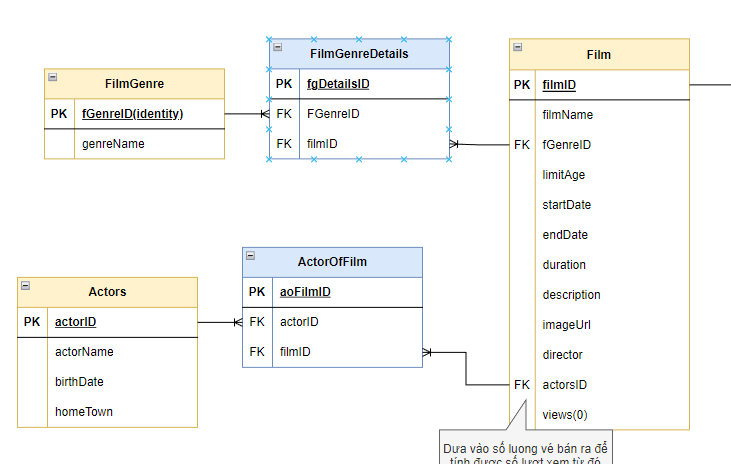 FilmGenre
PK fGenreID(identity)
genreName
FilmGenreDetails
PK fgDetailsID
FK FGenreID
FK filmID
Film
PK filmID
filmName
FK fGenreID
limitAge
startDate
endDate
duration
description
imageUrl
director
FK actorsID
views(0)
Actors
PK actorID
actorName
birthDate
homeTown
ActorOfFilm
PK aoFilmID
FK actorID
FK filmID
Dưa vào số luong vé bán ra để
tính được số lượt xem từ đó